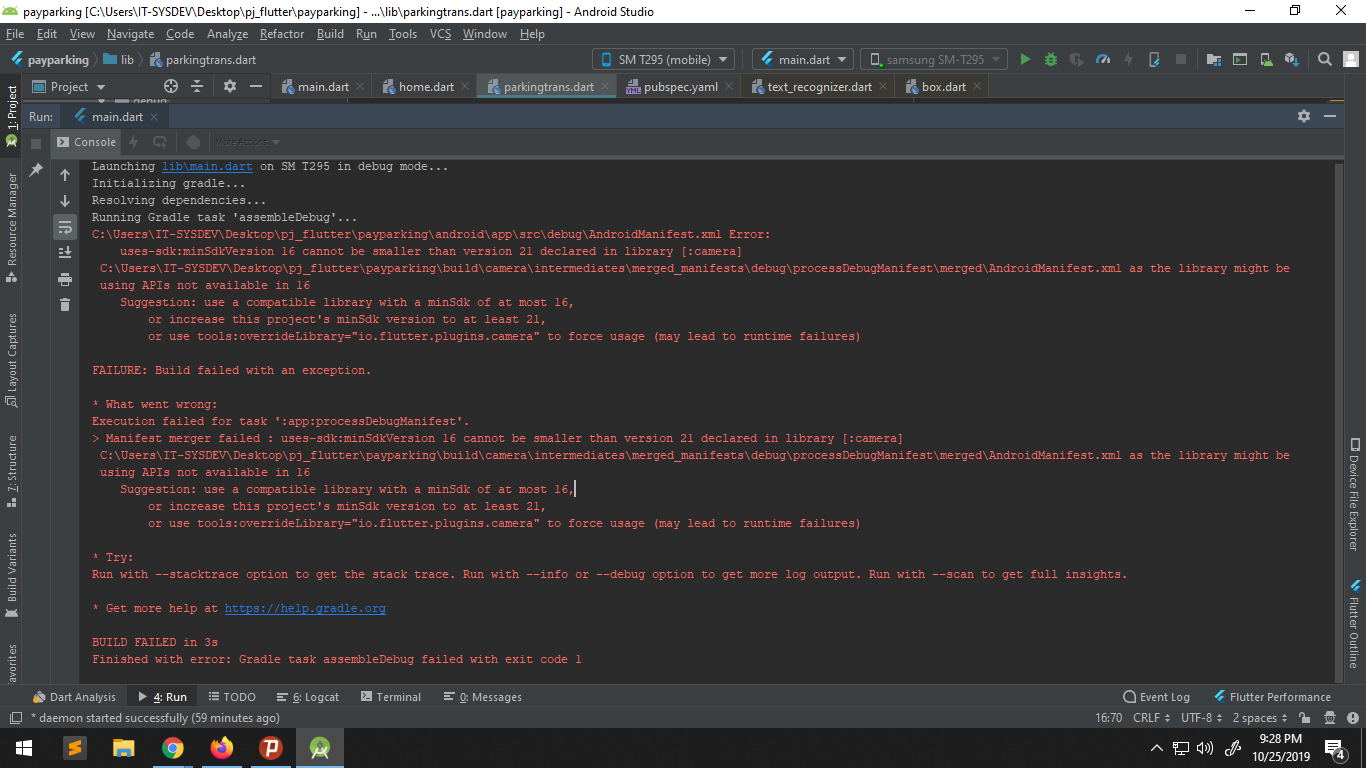 payparking [C:\Users\IT-SYSDEV\Desktop\pj_flutter\payparking] - ...\lib\parkingtrans.dart [payparking] - Android Studio
File Edit View Navigate Code Analyze Refactor Build Run Tools VCS Window Help
payparking lib parkingtrans.dart SM T295 (mobile) main.dart samsung SM-T295
1: Project Project main.dart home.dart parkingtrans.dart pubspec.yaml text_recognizer.dart box.dart
debug
Run: main.dart
Console More Actions
Launching lib\main.dart on SM T295 in debug mode...
Initializing gradle...
Resolving dependencies...
Running Gradle task 'assembleDebug'...
C:\Users\IT-SYSDEV\Desktop\pj_flutter\payparking\android\app\src\debug\AndroidManifest.xml Error:
uses-sdk:minSdkVersion 16 cannot be smaller than version 21 declared in library [:camera]
C:\Users\IT-SYSDEV\Desktop\pj_flutter\payparking\build\camera\intermediates\merged_manifests\debug\processDebugManifest\merged\AndroidManifest.xml as the library might be
using APIs not available in 16
Suggestion: use a compatible library with a minSdk of at most 16,
or increase this project's minSdk version to at least 21,
or use tools:overrideLibrary="io.flutter.plugins.camera" to force usage (may lead to runtime failures)
FAILURE: Build failed with an exception.
* What went wrong:
Execution failed for task ':app:processDebugManifest'.
> Manifest merger failed : uses-sdk:minSdkVersion 16 cannot be smaller than version 21 declared in library [:camera]
C:\Users\IT-SYSDEV\Desktop\pj_flutter\payparking\build\camera\intermediates\merged_manifests\debug\processDebugManifest\merged\AndroidManifest.xml as the library might be
using APIs not available in 16
Suggestion: use a compatible library with a minSdk of at most 16,
or increase this project's minSdk version to at least 21,
or use tools:overrideLibrary="io.flutter.plugins.camera" to force usage (may lead to runtime failures)
* Try:
Run with --stacktrace option to get the stack trace. Run with --info or --debug option to get more log output. Run with --scan to get full insights.
* Get more help at https://help.gradle.org
BUILD FAILED in 3s
Finished with error: Gradle task assembleDebug failed with exit code 1
Resource Manager
Layout Captures
7: Structure
Build Variants
avorites
Device File Explorer
Flutter Outline
Dart Analysis 4: Run TODO 6: Logcat Terminal 0: Messages Event Log Flutter Performance
* daemon started successfully (59 minutes ago) 16:70 CRLF UTF-8 2 spaces
9:28 PM
10/25/2019
4